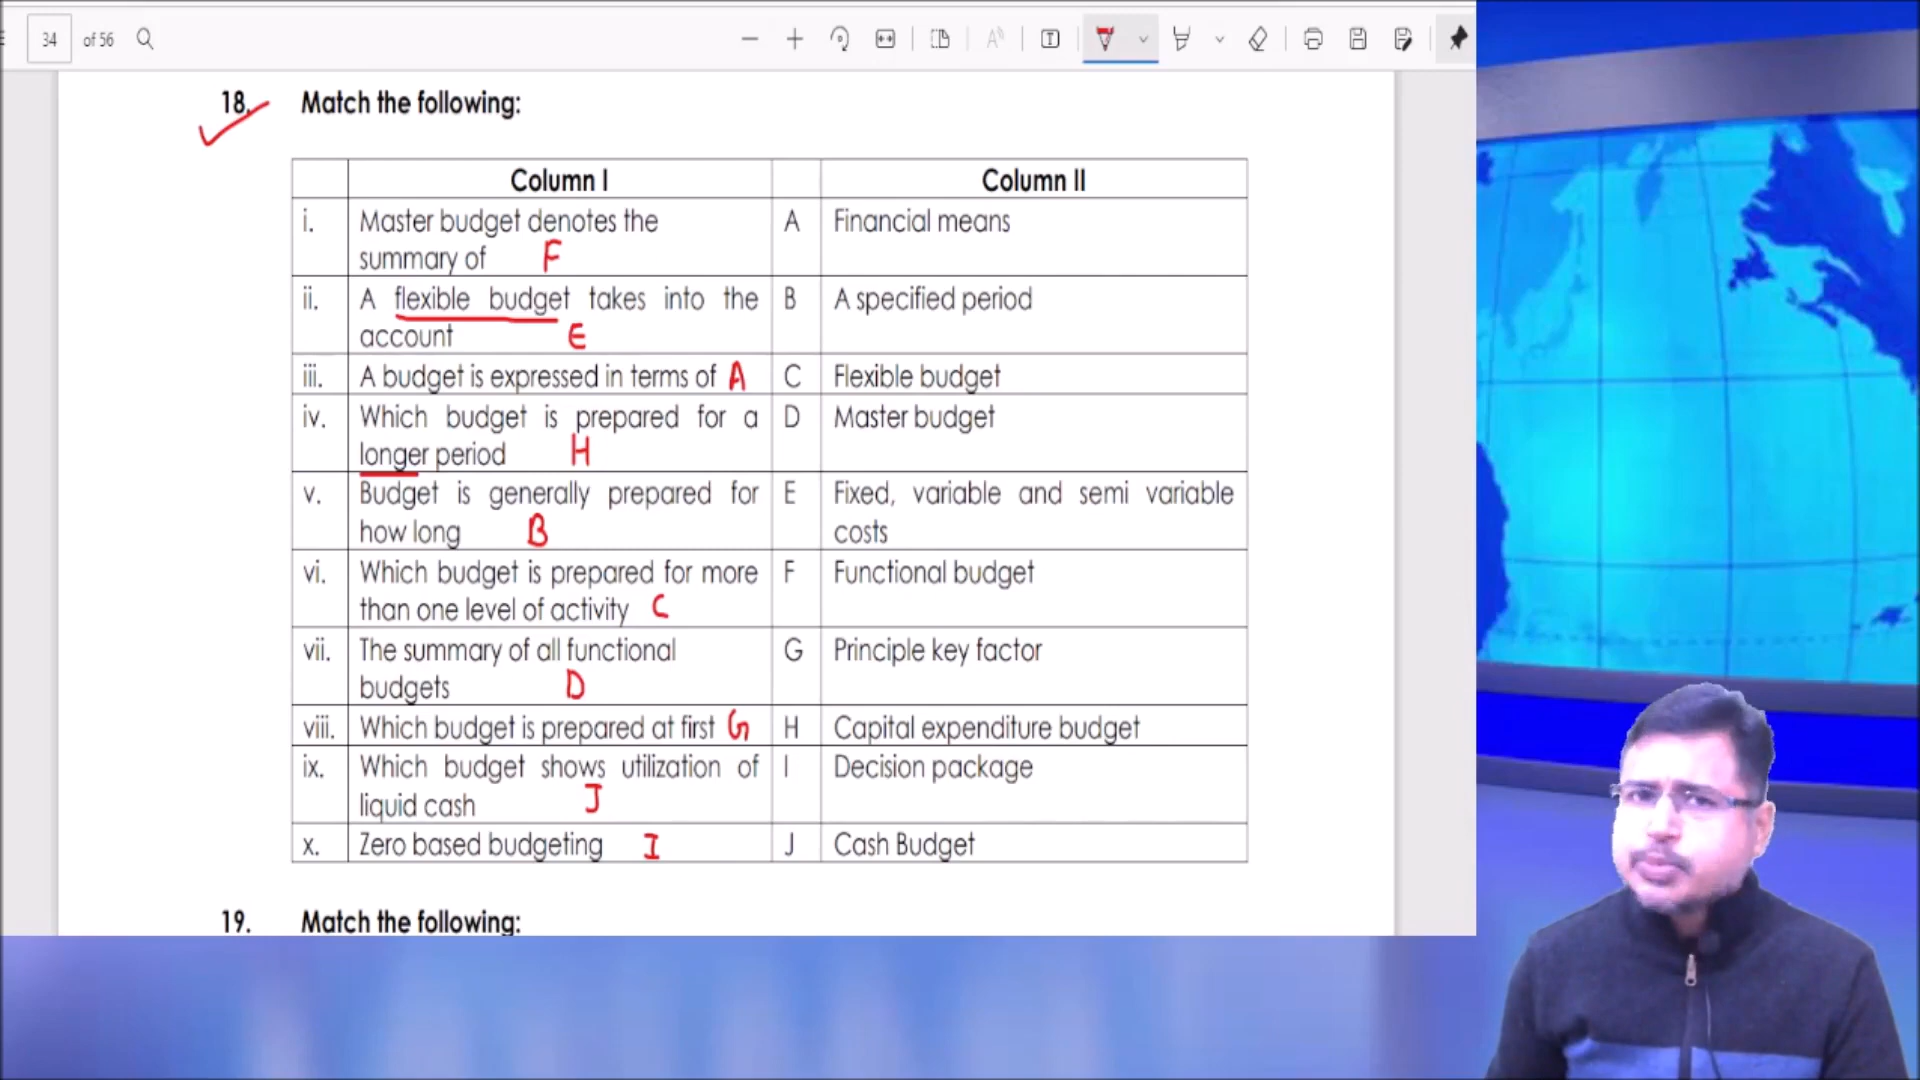 34 of 56
18. Match the following:
Column I Column II
i. Master budget denotes the A Financial means
summary of F
ii. A flexible budget takes into the B A specified period
account E
iii. A budget is expressed in terms of A C Flexible budget
iv. Which budget is prepared for a D Master budget
longer period H
v. Budget is generally prepared for E Fixed, variable and semi variable
how long B costs
vi. Which budget is prepared for more F Functional budget
than one level of activity C
vii. The summary of all functional G Principle key factor
budgets D
viii. Which budget is prepared at first G H Capital expenditure budget
ix. Which budget shows utilization of I Decision package
liquid cash J
x. Zero based budgeting I J Cash Budget
19. Match the following: